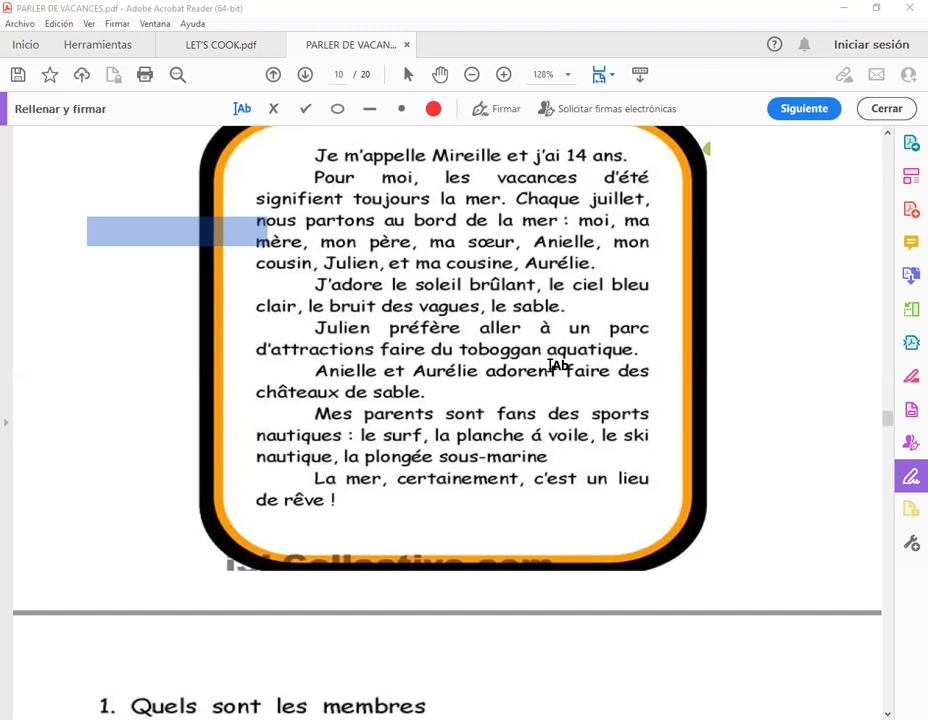 PARLER DE VACANCES.pdf - Adobe Acrobat Reader (64-bit)
Archivo Edición Ver Firmar Ventana Ayuda
Inicio Herramientas LET'S COOK.pdf PARLER DE VACAN... × Iniciar sesión
10 / 20 128%
Rellenar y firmar Ab Firmar Solicitar firmas electrónicas Siguiente Cerrar
Je m'appelle Mireille et j'ai 14 ans.
Pour moi, les vacances d'été
signifient toujours la mer. Chaque juillet,
nous partons au bord de la mer : moi, ma
mère, mon père, ma sœur, Anielle, mon
cousin, Julien, et ma cousine, Aurélie.
J'adore le soleil brûlant, le ciel bleu
clair, le bruit des vagues, le sable.
Julien préfère aller à un parc
d'attractions faire du toboggan aquatique.
Anielle et Aurélie adorent faire des
châteaux de sable.
Mes parents sont fans des sports
nautiques : le surf, la planche á voile, le ski
nautique, la plongée sous-marine
La mer, certainement, c'est un lieu
de rêve !
iSLCollective.com
1. Quels sont les membres